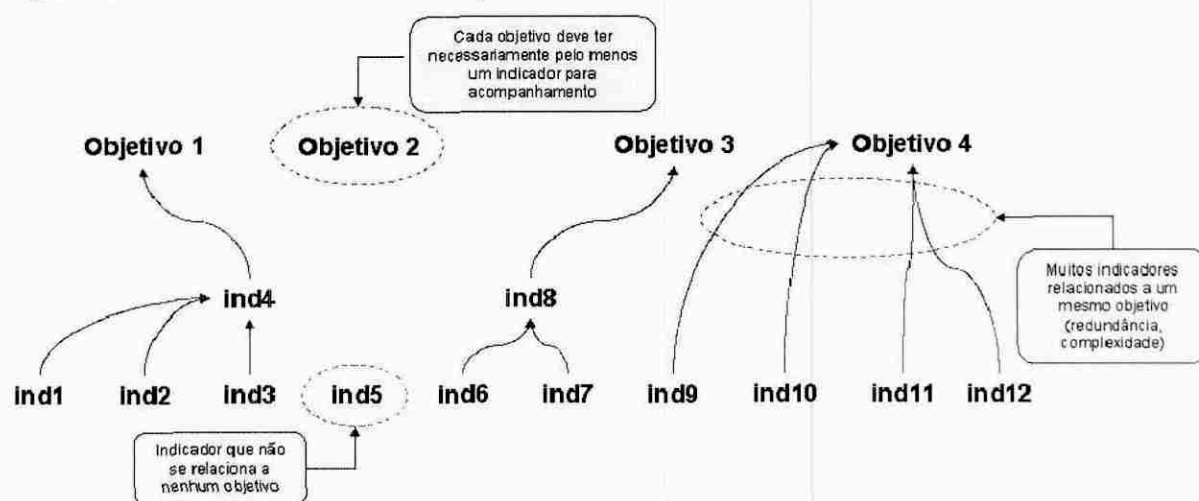 Cada objetivo deve ter
necessariamente pelo menos
um indicador para
acompanhamento
Objetivo 1
Objetivo 2
Objetivo 3
Objetivo 4
Muitos indicadores
relacionados a um
mesmo objetivo
(redundância,
complexidade)
ind4
ind8
ind1
ind2
ind3
ind5
ind6
ind7
ind9
ind10
ind11
ind12
Indicador que não
se relaciona a
nenhum objetivo